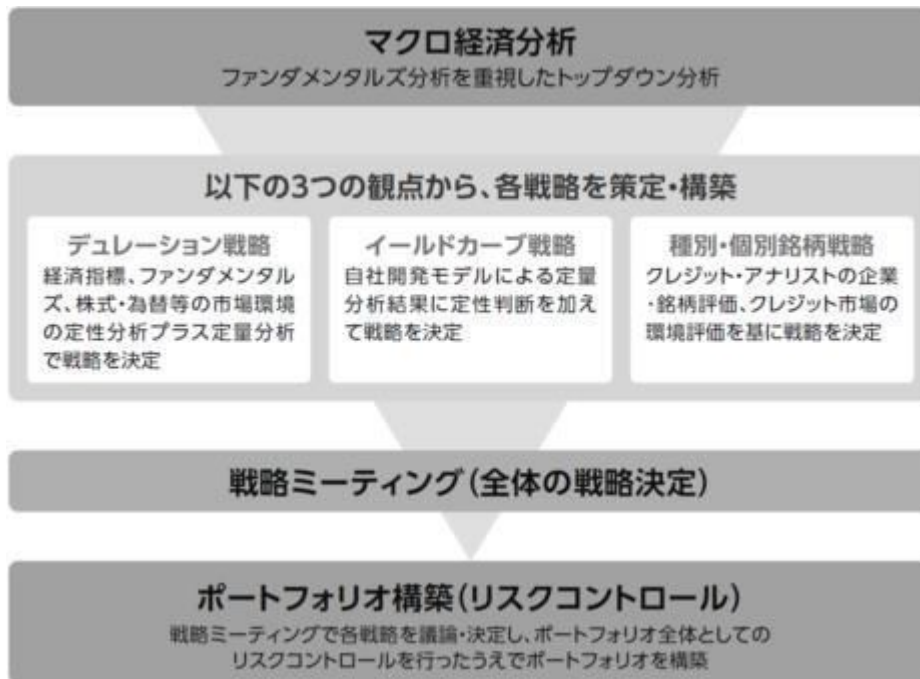 マクロ経済分析
ファンダメンタルズ分析を重視したトップダウン分析
以下の3つの観点から、各戦略を策定・構築
デュレーション戦略
経済指標、ファンダメンタル
ズ、株式・為替等の市場環境
の定性分析プラス定量分析
で戦略を決定
イールドカーブ戦略
自社開発モデルによる定量
分析結果に定性判断を加え
て戦略を決定
種別・個別銘柄戦略
クレジット・アナリストの企業
・銘柄評価、クレジット市場の
環境評価を基に戦略を決定
戦略ミーティング(全体の戦略決定)
ポートフォリオ構築(リスクコントロール)
戦略ミーティングで各戦略を議論・決定し、ポートフォリオ全体としての
リスクコントロールを行ったうえでポートフォリオを構築